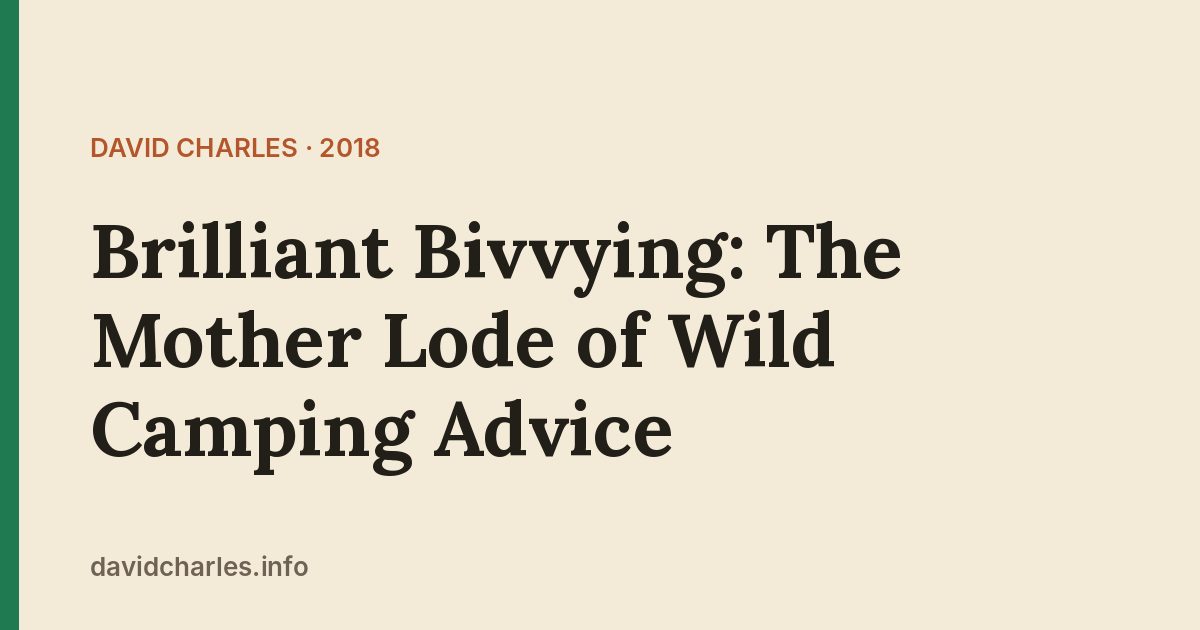 DAVID CHARLES · 2018
Brilliant Bivvying: The
Mother Lode of Wild
Camping Advice
davidcharles.info